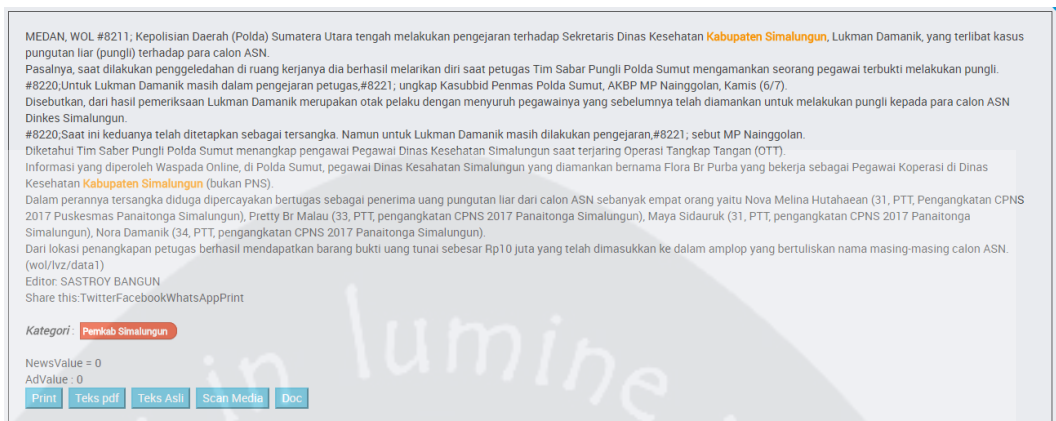 MEDAN, WOL #8211; Kepolisian Daerah (Polda) Sumatera Utara tengah melakukan pengejaran terhadap Sekretaris Dinas Kesehatan Kabupaten Simalungun, Lukman Damanik, yang terlibat kasus
pungutan liar (pungli) terhadap para calon ASN.
Pasalnya, saat dilakukan penggeledahan di ruang kerjanya dia berhasil melarikan diri saat petugas Tim Sabar Pungli Polda Sumut mengamankan seorang pegawai terbukti melakukan pungli.
#8220;Untuk Lukman Damanik masih dalam pengejaran petugas,#8221; ungkap Kasubbid Penmas Polda Sumut, AKBP MP Nainggolan, Kamis (6/7).
Disebutkan, dari hasil pemeriksaan Lukman Damanik merupakan otak pelaku dengan menyuruh pegawainya yang sebelumnya telah diamankan untuk melakukan pungli kepada para calon ASN
Dinkes Simalungun.
#8220;Saat ini keduanya telah ditetapkan sebagai tersangka. Namun untuk Lukman Damanik masih dilakukan pengejaran,#8221; sebut MP Nainggolan.
Diketahui Tim Saber Pungli Polda Sumut menangkap pengawai Pegawai Dinas Kesehatan Simalungun saat terjaring Operasi Tangkap Tangan (OTT).
Informasi yang diperoleh Waspada Online, di Polda Sumut, pegawai Dinas Kesahatan Simalungun yang diamankan bernama Flora Br Purba yang bekerja sebagai Pegawai Koperasi di Dinas
Kesehatan Kabupaten Simalungun (bukan PNS).
Dalam perannya tersangka diduga dipercayakan bertugas sebagai penerima uang pungutan liar dari calon ASN sebanyak empat orang yaitu Nova Melina Hutahaean (31, PTT, Pengangkatan CPNS
2017 Puskesmas Panaitonga Simalungun), Pretty Br Malau (33, PTT, pengangkatan CPNS 2017 Panaitonga Simalungun), Maya Sidauruk (31, PTT, pengangkatan CPNS 2017 Panaitonga
Simalungun), Nora Damanik (34, PTT, pengangkatan CPNS 2017 Panaitonga Simalungun).
Dari lokasi penangkapan petugas berhasil mendapatkan barang bukti uang tunai sebesar Rp10 juta yang telah dimasukkan ke dalam amplop yang bertuliskan nama masing-masing calon ASN.
(wol/lvz/data1)
Editor: SASTROY BANGUN
Share this:TwitterFacebookWhatsAppPrint
Kategori : Pemkab Simalungun
NewsValue = 0
AdValue : 0
Print Teks pdf Teks Asli Scan Media Doc
in lumine